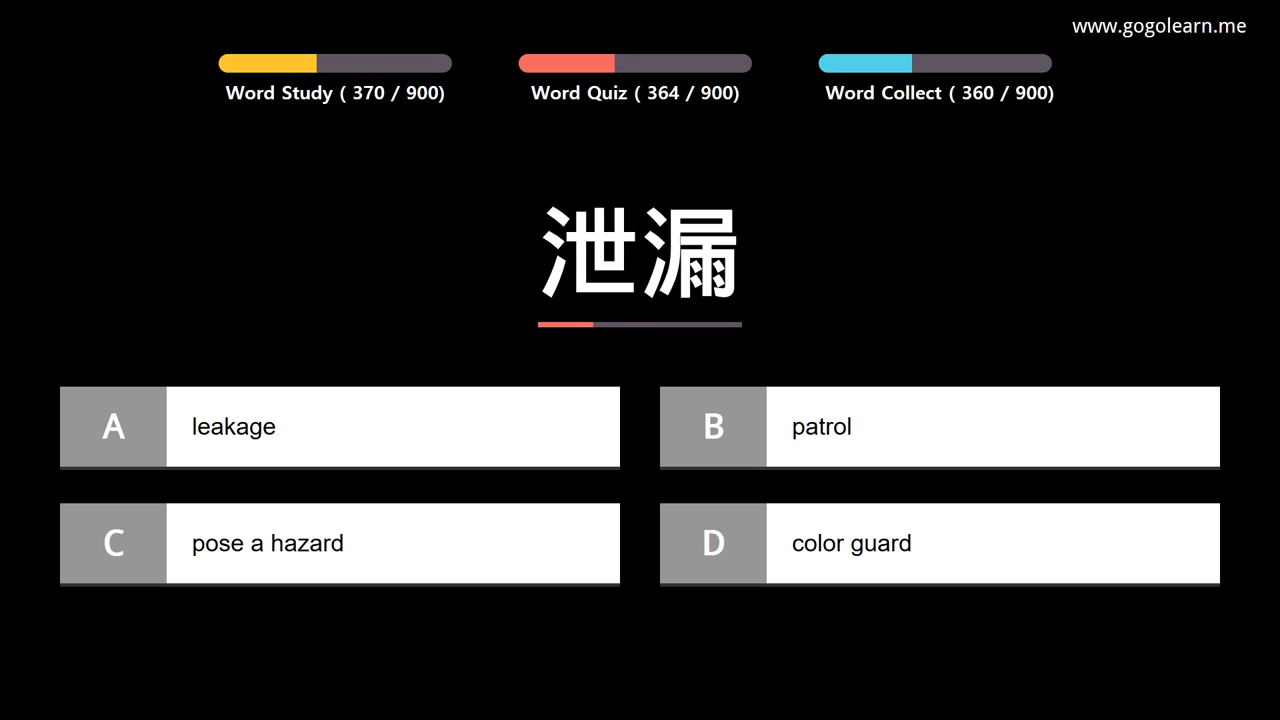 www.gogolearn.me
Word Study ( 370 / 900)
Word Quiz ( 364 / 900)
Word Collect ( 360 / 900)
泄漏
A leakage
B patrol
C pose a hazard
D color guard